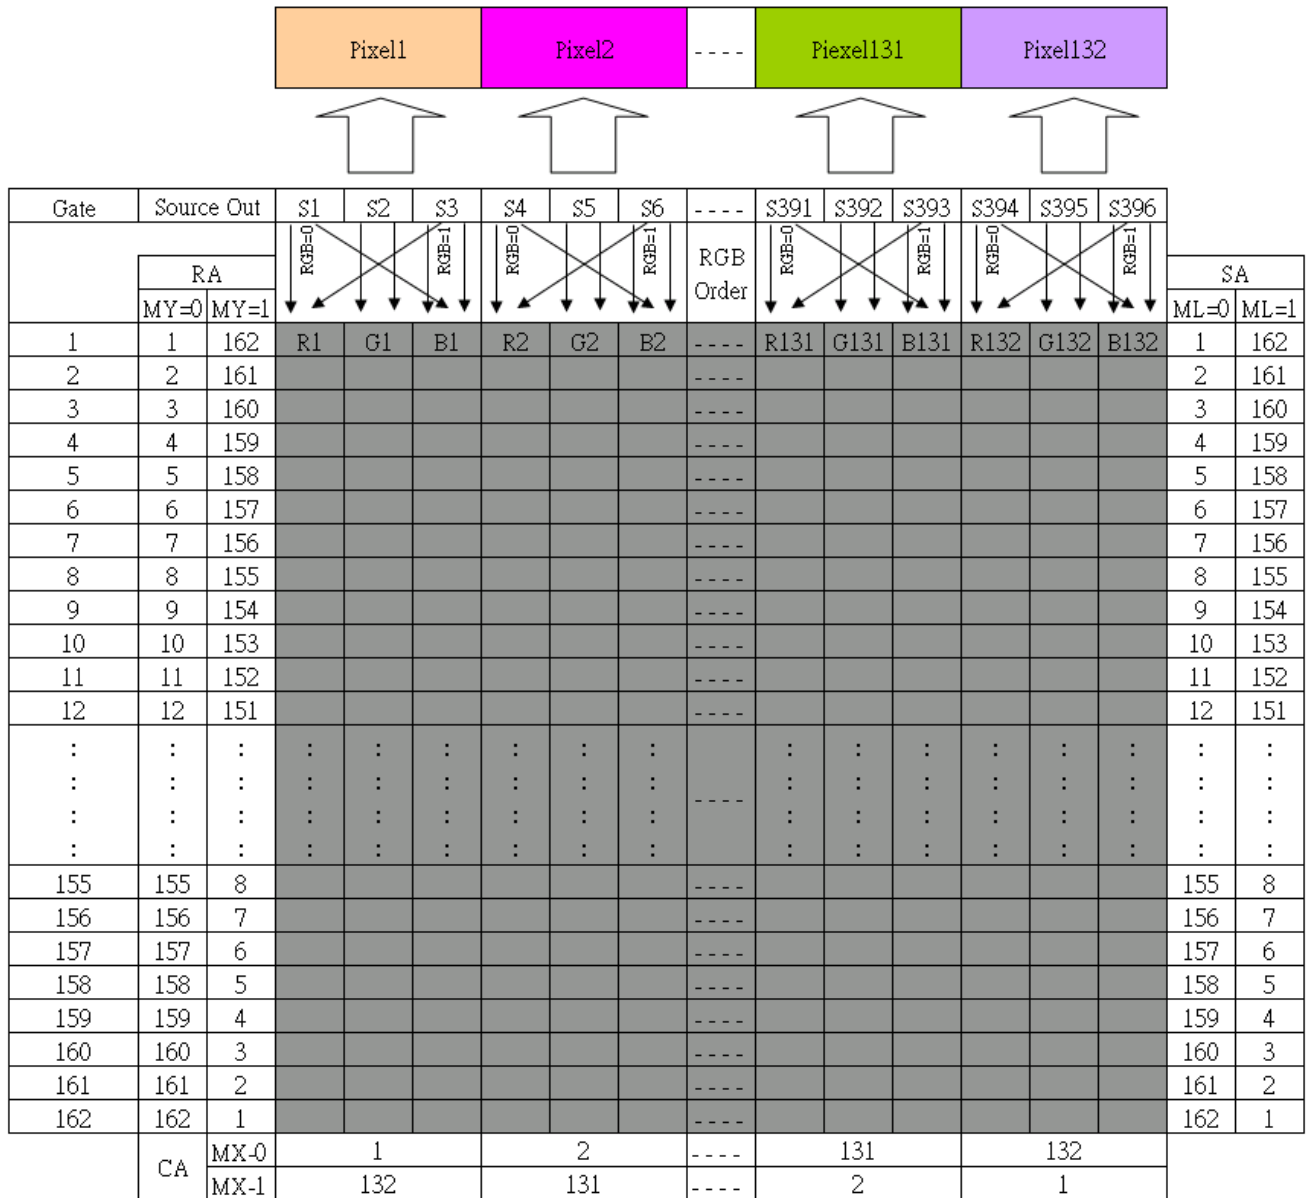 Pixel1 Pixel2 ---- Piexel131 Pixel132
Gate Source Out S1 S2 S3 S4 S5 S6 ---- S391 S392 S393 S394 S395 S396
RGB=0 RGB=1 RGB=0 RGB=1 RGB Order RGB=0 RGB=1 RGB=0 RGB=1
RA SA
MY=0 MY=1 ML=0 ML=1
1 1 162 R1 G1 B1 R2 G2 B2 ---- R131 G131 B131 R132 G132 B132 1 162
2 2 161 ---- 2 161
3 3 160 ---- 3 160
4 4 159 ---- 4 159
5 5 158 ---- 5 158
6 6 157 ---- 6 157
7 7 156 ---- 7 156
8 8 155 ---- 8 155
9 9 154 ---- 9 154
10 10 153 ---- 10 153
11 11 152 ---- 11 152
12 12 151 ---- 12 151
: : : : : : : : : : : : : : : : :
: : : : : : : : : : : : : : : : :
----
: : : : : : : : : : : : : : : : :
: : : : : : : : : : : : : : : : :
155 155 8 ---- 155 8
156 156 7 ---- 156 7
157 157 6 ---- 157 6
158 158 5 ---- 158 5
159 159 4 ---- 159 4
160 160 3 ---- 160 3
161 161 2 ---- 161 2
162 162 1 ---- 162 1
CA
MX-0 1 2 ---- 131 132
MX-1 132 131 ---- 2 1